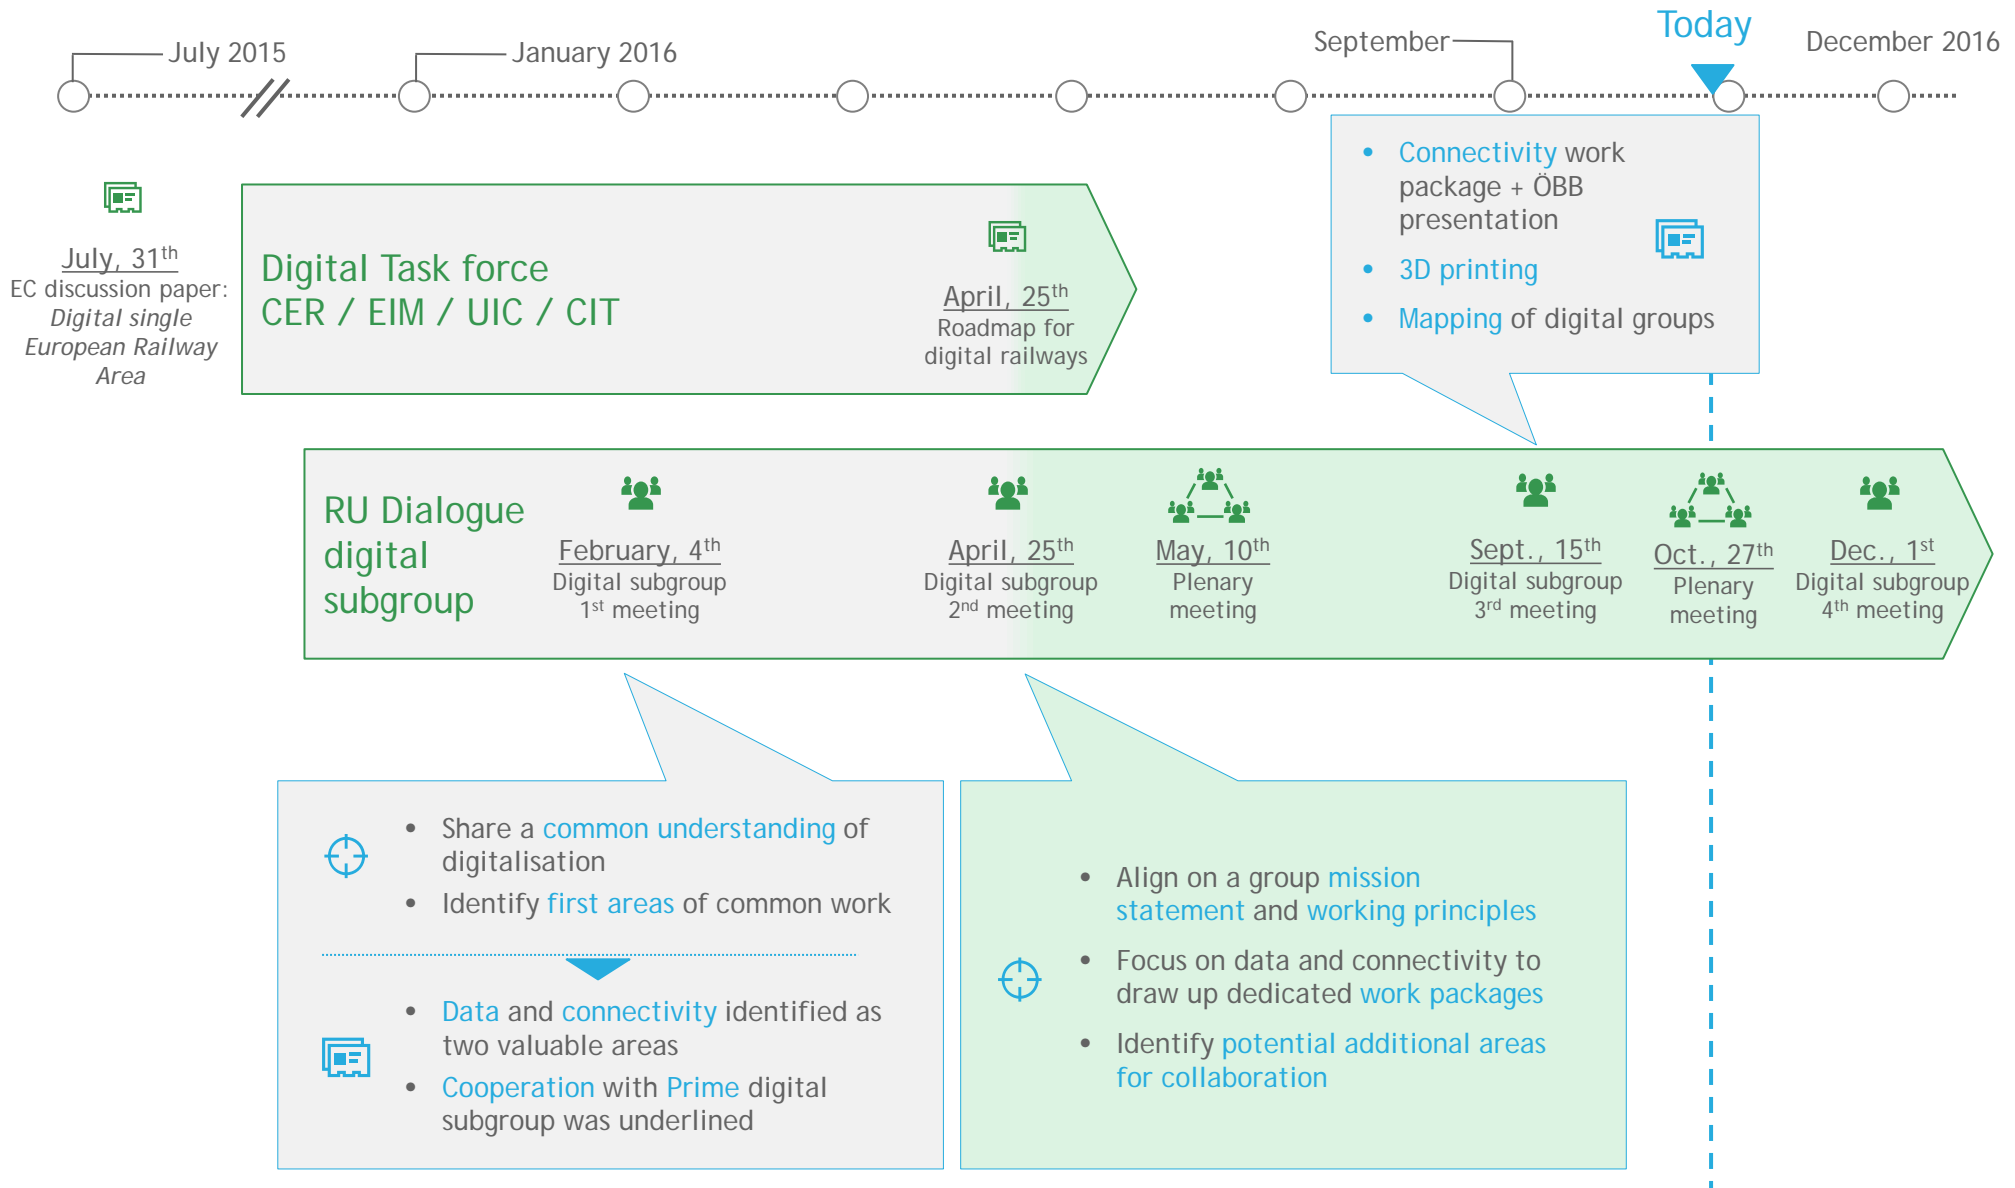 July 2015
January 2016
September
Today
December 2016
July, 31th
EC discussion paper:
Digital single
European Railway
Area
Digital Task force
CER / EIM / UIC / CIT
April, 25th
Roadmap for
digital railways
• Connectivity work
package + ÖBB
presentation
• 3D printing
• Mapping of digital groups
RU Dialogue
digital
subgroup
February, 4th
Digital subgroup
1st meeting
April, 25th
Digital subgroup
2nd meeting
May, 10th
Plenary
meeting
Sept., 15th
Digital subgroup
3rd meeting
Oct., 27th
Plenary
meeting
Dec., 1st
Digital subgroup
4th meeting
• Share a common understanding of
digitalisation
• Identify first areas of common work
• Data and connectivity identified as
two valuable areas
• Cooperation with Prime digital
subgroup was underlined
• Align on a group mission
statement and working principles
• Focus on data and connectivity to
draw up dedicated work packages
• Identify potential additional areas
for collaboration